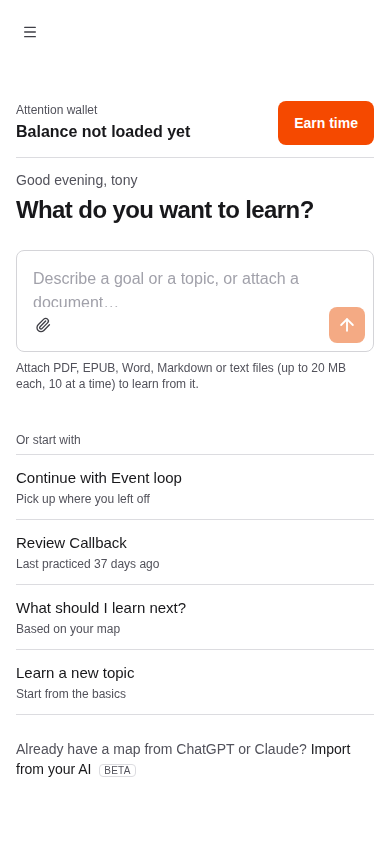 Attention wallet
Balance not loaded yet
Earn time
Good evening, tony
What do you want to learn?
Describe a goal or a topic, or attach a
document…
Attach PDF, EPUB, Word, Markdown or text files (up to 20 MB
each, 10 at a time) to learn from it.
Or start with
Continue with Event loop
Pick up where you left off
Review Callback
Last practiced 37 days ago
What should I learn next?
Based on your map
Learn a new topic
Start from the basics
Already have a map from ChatGPT or Claude? Import
from your AI BETA